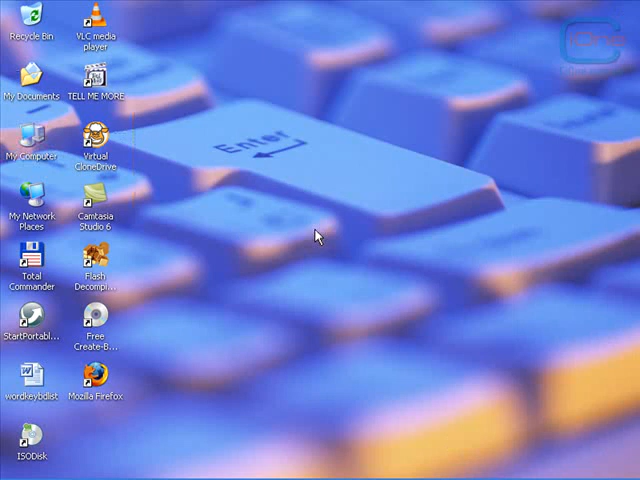 Recycle Bin
VLC media
player
My Documents
TELL ME MORE
My Computer
Virtual
CloneDrive
My Network
Places
Camtasia
Studio 6
Total
Commander
Flash
Decompi...
StartPortabl...
Free
Create-B...
wordkeybdlist
Mozilla Firefox
ISODisk
Enter